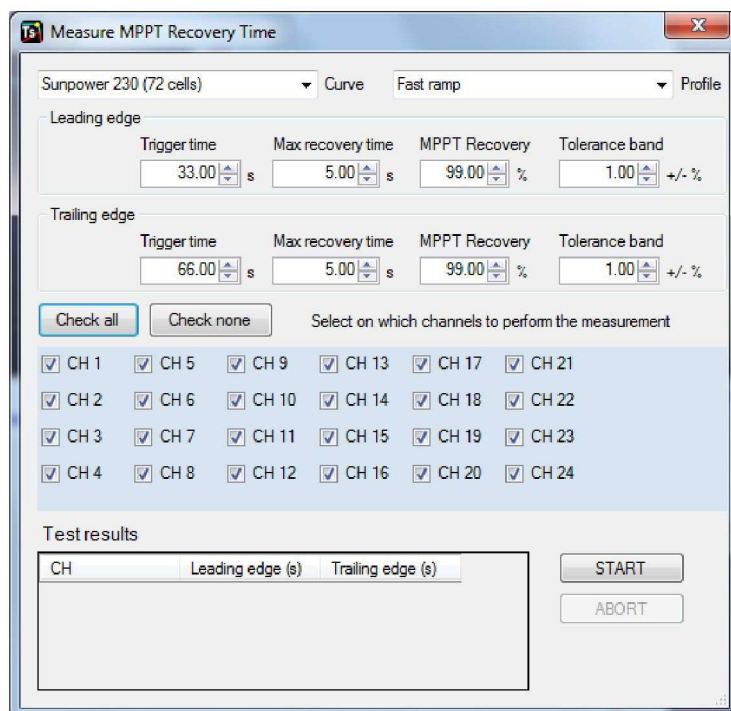 Ts Measure MPPT Recovery Time X
Sunpower 230 (72 cells) Curve Fast ramp Profile
Leading edge
Trigger time Max recovery time MPPT Recovery Tolerance band
33.00 s 5.00 s 99.00 % 1.00 +/- %
Trailing edge
Trigger time Max recovery time MPPT Recovery Tolerance band
66.00 s 5.00 s 99.00 % 1.00 +/- %
Check all Check none Select on which channels to perform the measurement
CH 1 CH 5 CH 9 CH 13 CH 17 CH 21
CH 2 CH 6 CH 10 CH 14 CH 18 CH 22
CH 3 CH 7 CH 11 CH 15 CH 19 CH 23
CH 4 CH 8 CH 12 CH 16 CH 20 CH 24
Test results
CH Leading edge (s) Trailing edge (s) START
ABORT